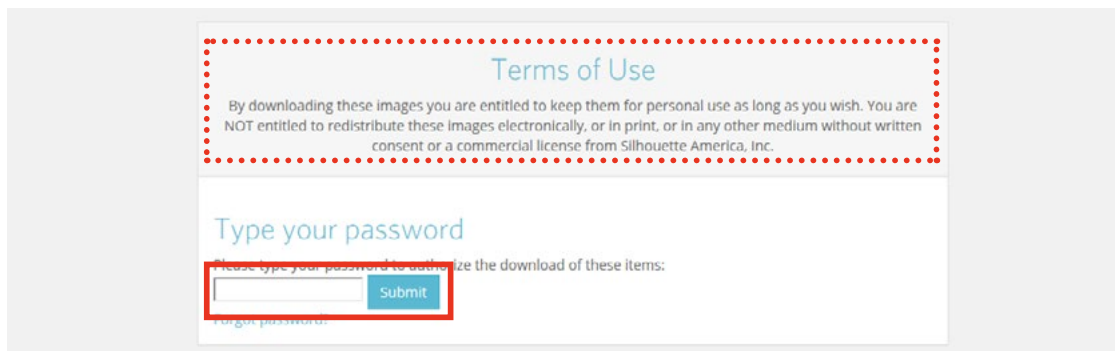 Terms of Use
By downloading these images you are entitled to keep them for personal use as long as you wish. You are
NOT entitled to redistribute these images electronically, or in print, or in any other medium without written
consent or a commercial license from Silhouette America, Inc.
Type your password
Please type your password to authorize the download of these items:
Submit
Forgot password?